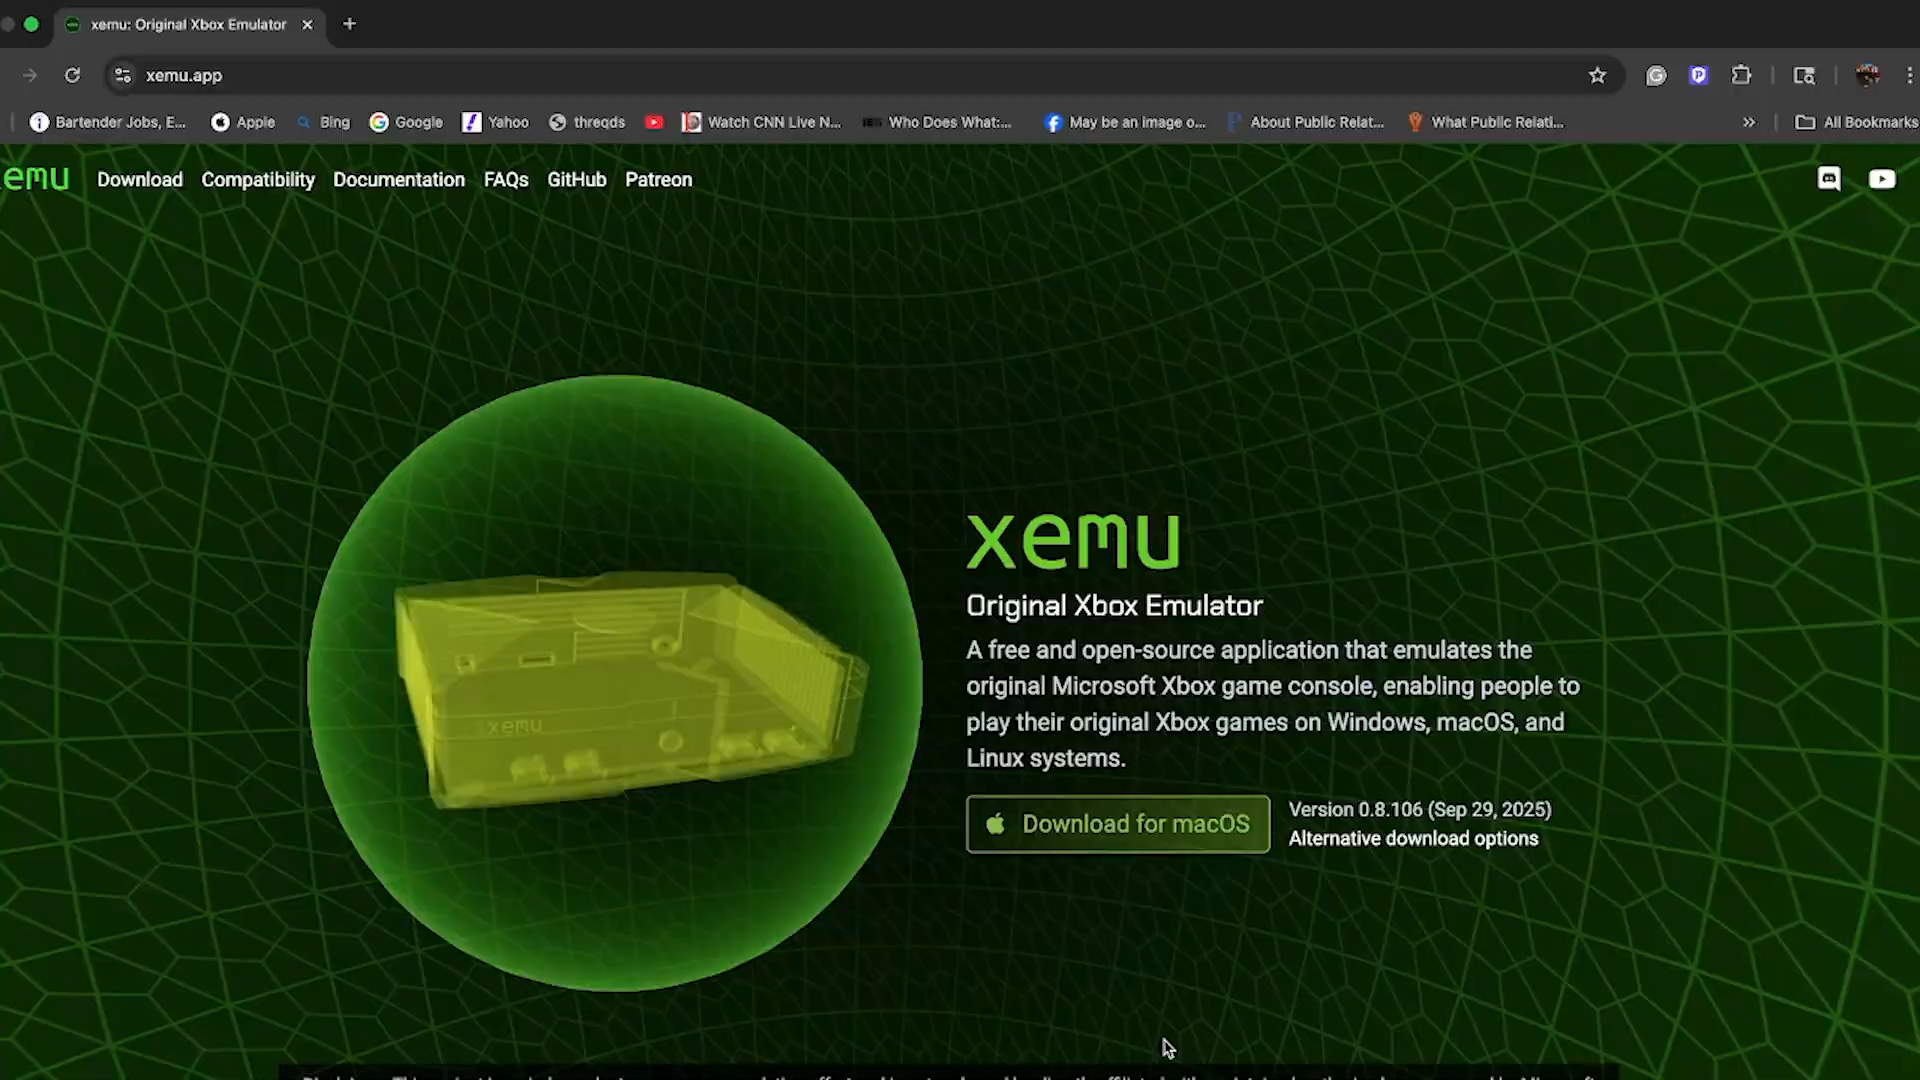 xemu: Original Xbox Emulator
xemu.app
Bartender Jobs, E...
Apple
Bing
Google
Yahoo
threqds
Watch CNN Live N...
Who Does What:...
May be an image o...
About Public Relat...
What Public Relati...
All Bookmarks
xemu
Download
Compatibility
Documentation
FAQs
GitHub
Patreon
xemu
xemu
Original Xbox Emulator
A free and open-source application that emulates the
original Microsoft Xbox game console, enabling people to
play their original Xbox games on Windows, macOS, and
Linux systems.
Download for macOS
Version 0.8.106 (Sep 29, 2025)
Alternative download options